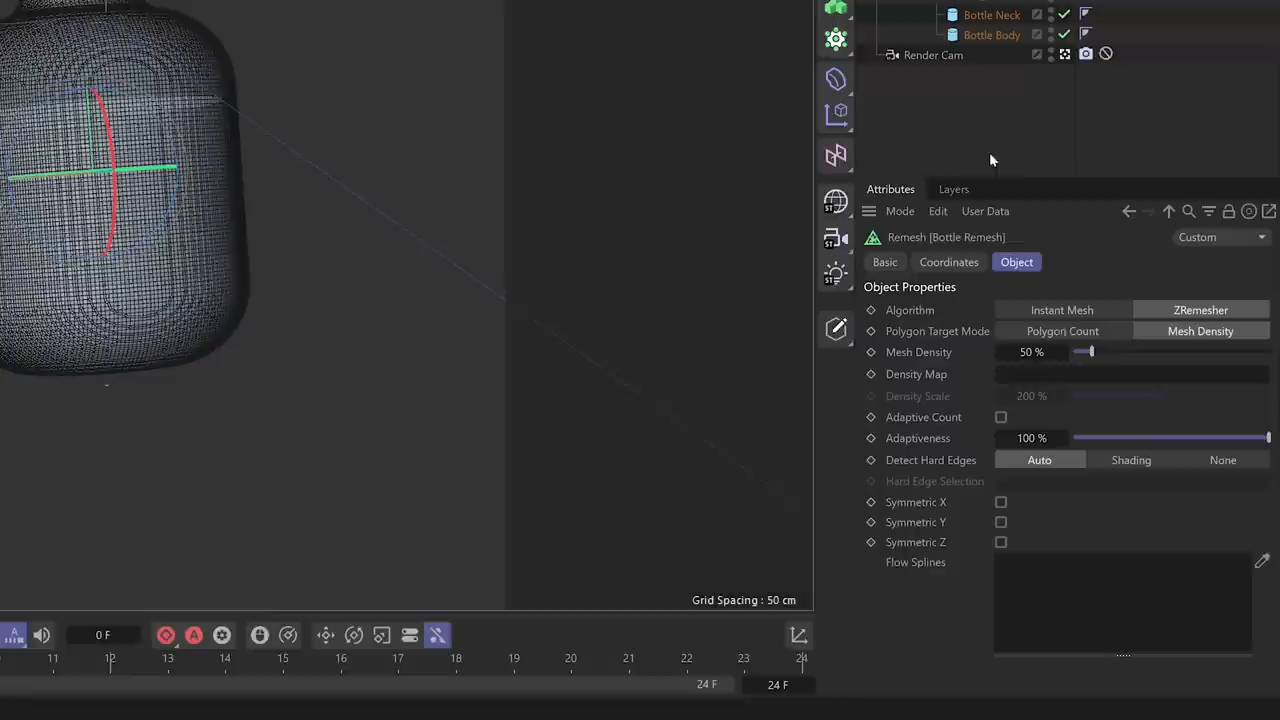 Bottle Neck
Bottle Body
Render Cam
Attributes Layers
Mode Edit User Data
Remesh [Bottle Remesh]
Custom
Basic Coordinates Object
Object Properties
Algorithm Instant Mesh ZRemesher
Polygon Target Mode Polygon Count Mesh Density
Mesh Density 50 %
Density Map
Density Scale 200 %
Adaptive Count
Adaptiveness 100 %
Detect Hard Edges Auto Shading None
Hard Edge Selection
Symmetric X
Symmetric Y
Symmetric Z
Flow Splines
ST
ST
ST
Grid Spacing : 50 cm
A
0 F
A
11 12 13 14 15 16 17 18 19 20 21 22 23 24
24 F 24 F